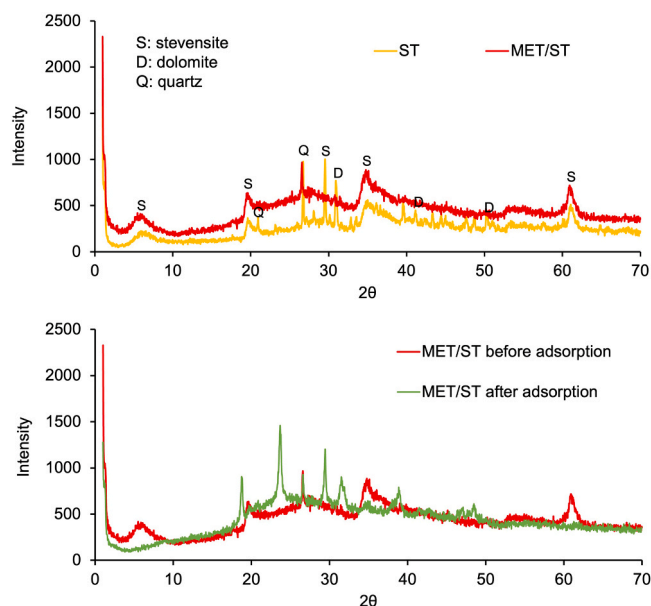 2500
2000
1500
1000
500
0
Intensity
S: stevensite
D: dolomite
Q: quartz
ST
MET/ST
S
S
Q
Q
S
D
S
D
D
S
0 10 20 30 40 50 60 70
2θ
2500
2000
1500
1000
500
0
Intensity
MET/ST before adsorption
MET/ST after adsorption
0 10 20 30 40 50 60 70
2θ